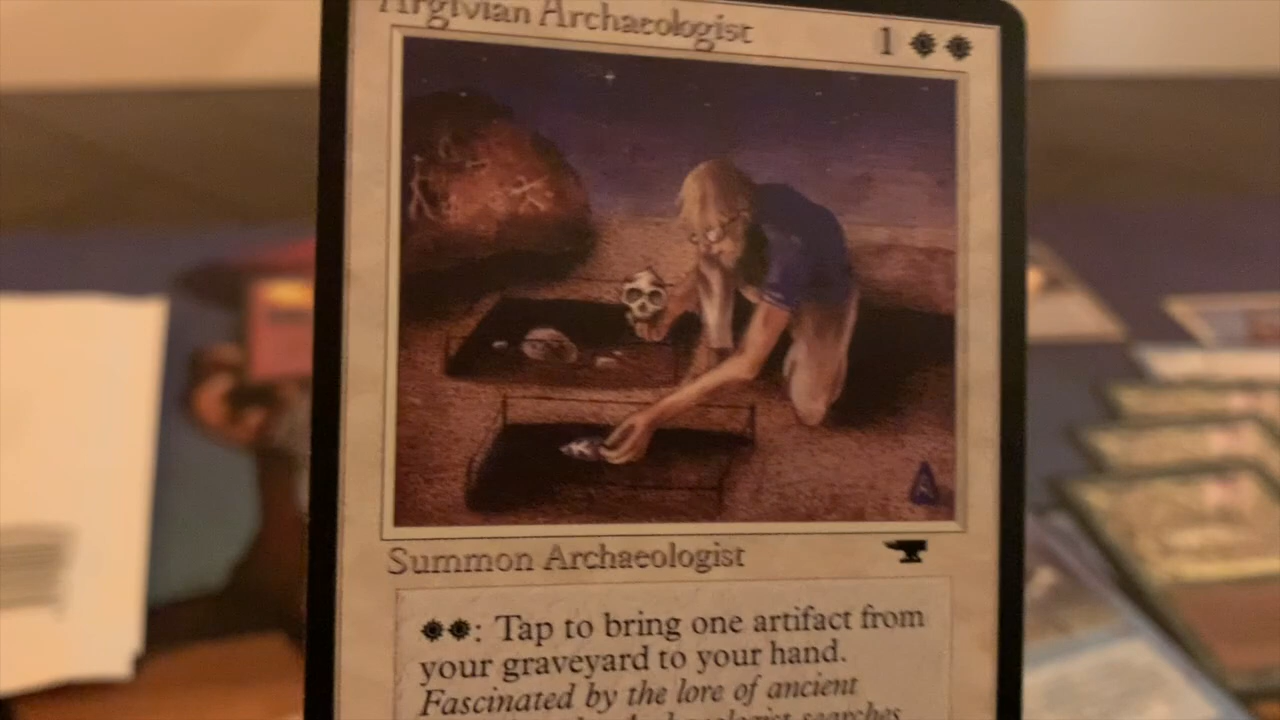 Argivian Archaeologist 1
Summon Archaeologist
A
: Tap to bring one artifact from
your graveyard to your hand.
Fascinated by the lore of ancient
searches